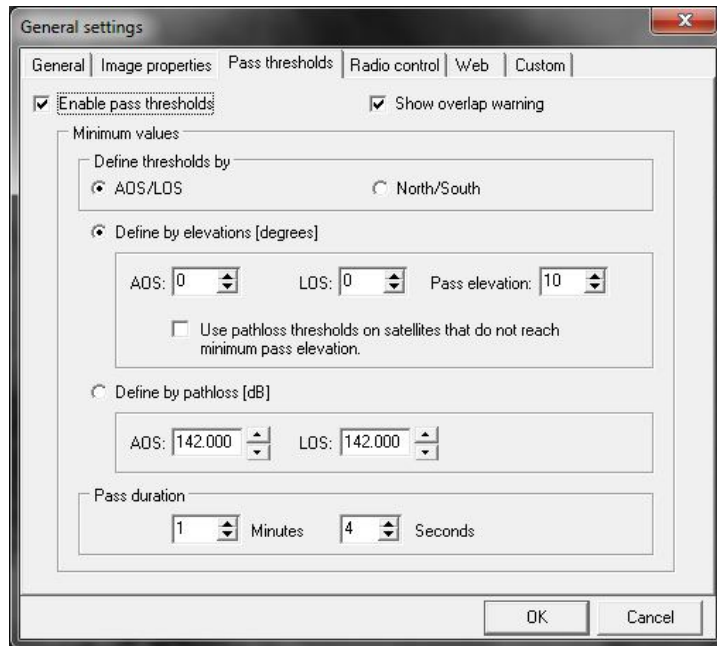 General settings
General Image properties Pass thresholds Radio control Web Custom
Enable pass thresholds Show overlap warning
Minimum values
Define thresholds by
AOS/LOS North/South
Define by elevations [degrees]
AOS: 0 LOS: 0 Pass elevation: 10
Use pathloss thresholds on satellites that do not reach
minimum pass elevation.
Define by pathloss [dB]
AOS: 142.000 LOS: 142.000
Pass duration
1 Minutes 4 Seconds
OK Cancel